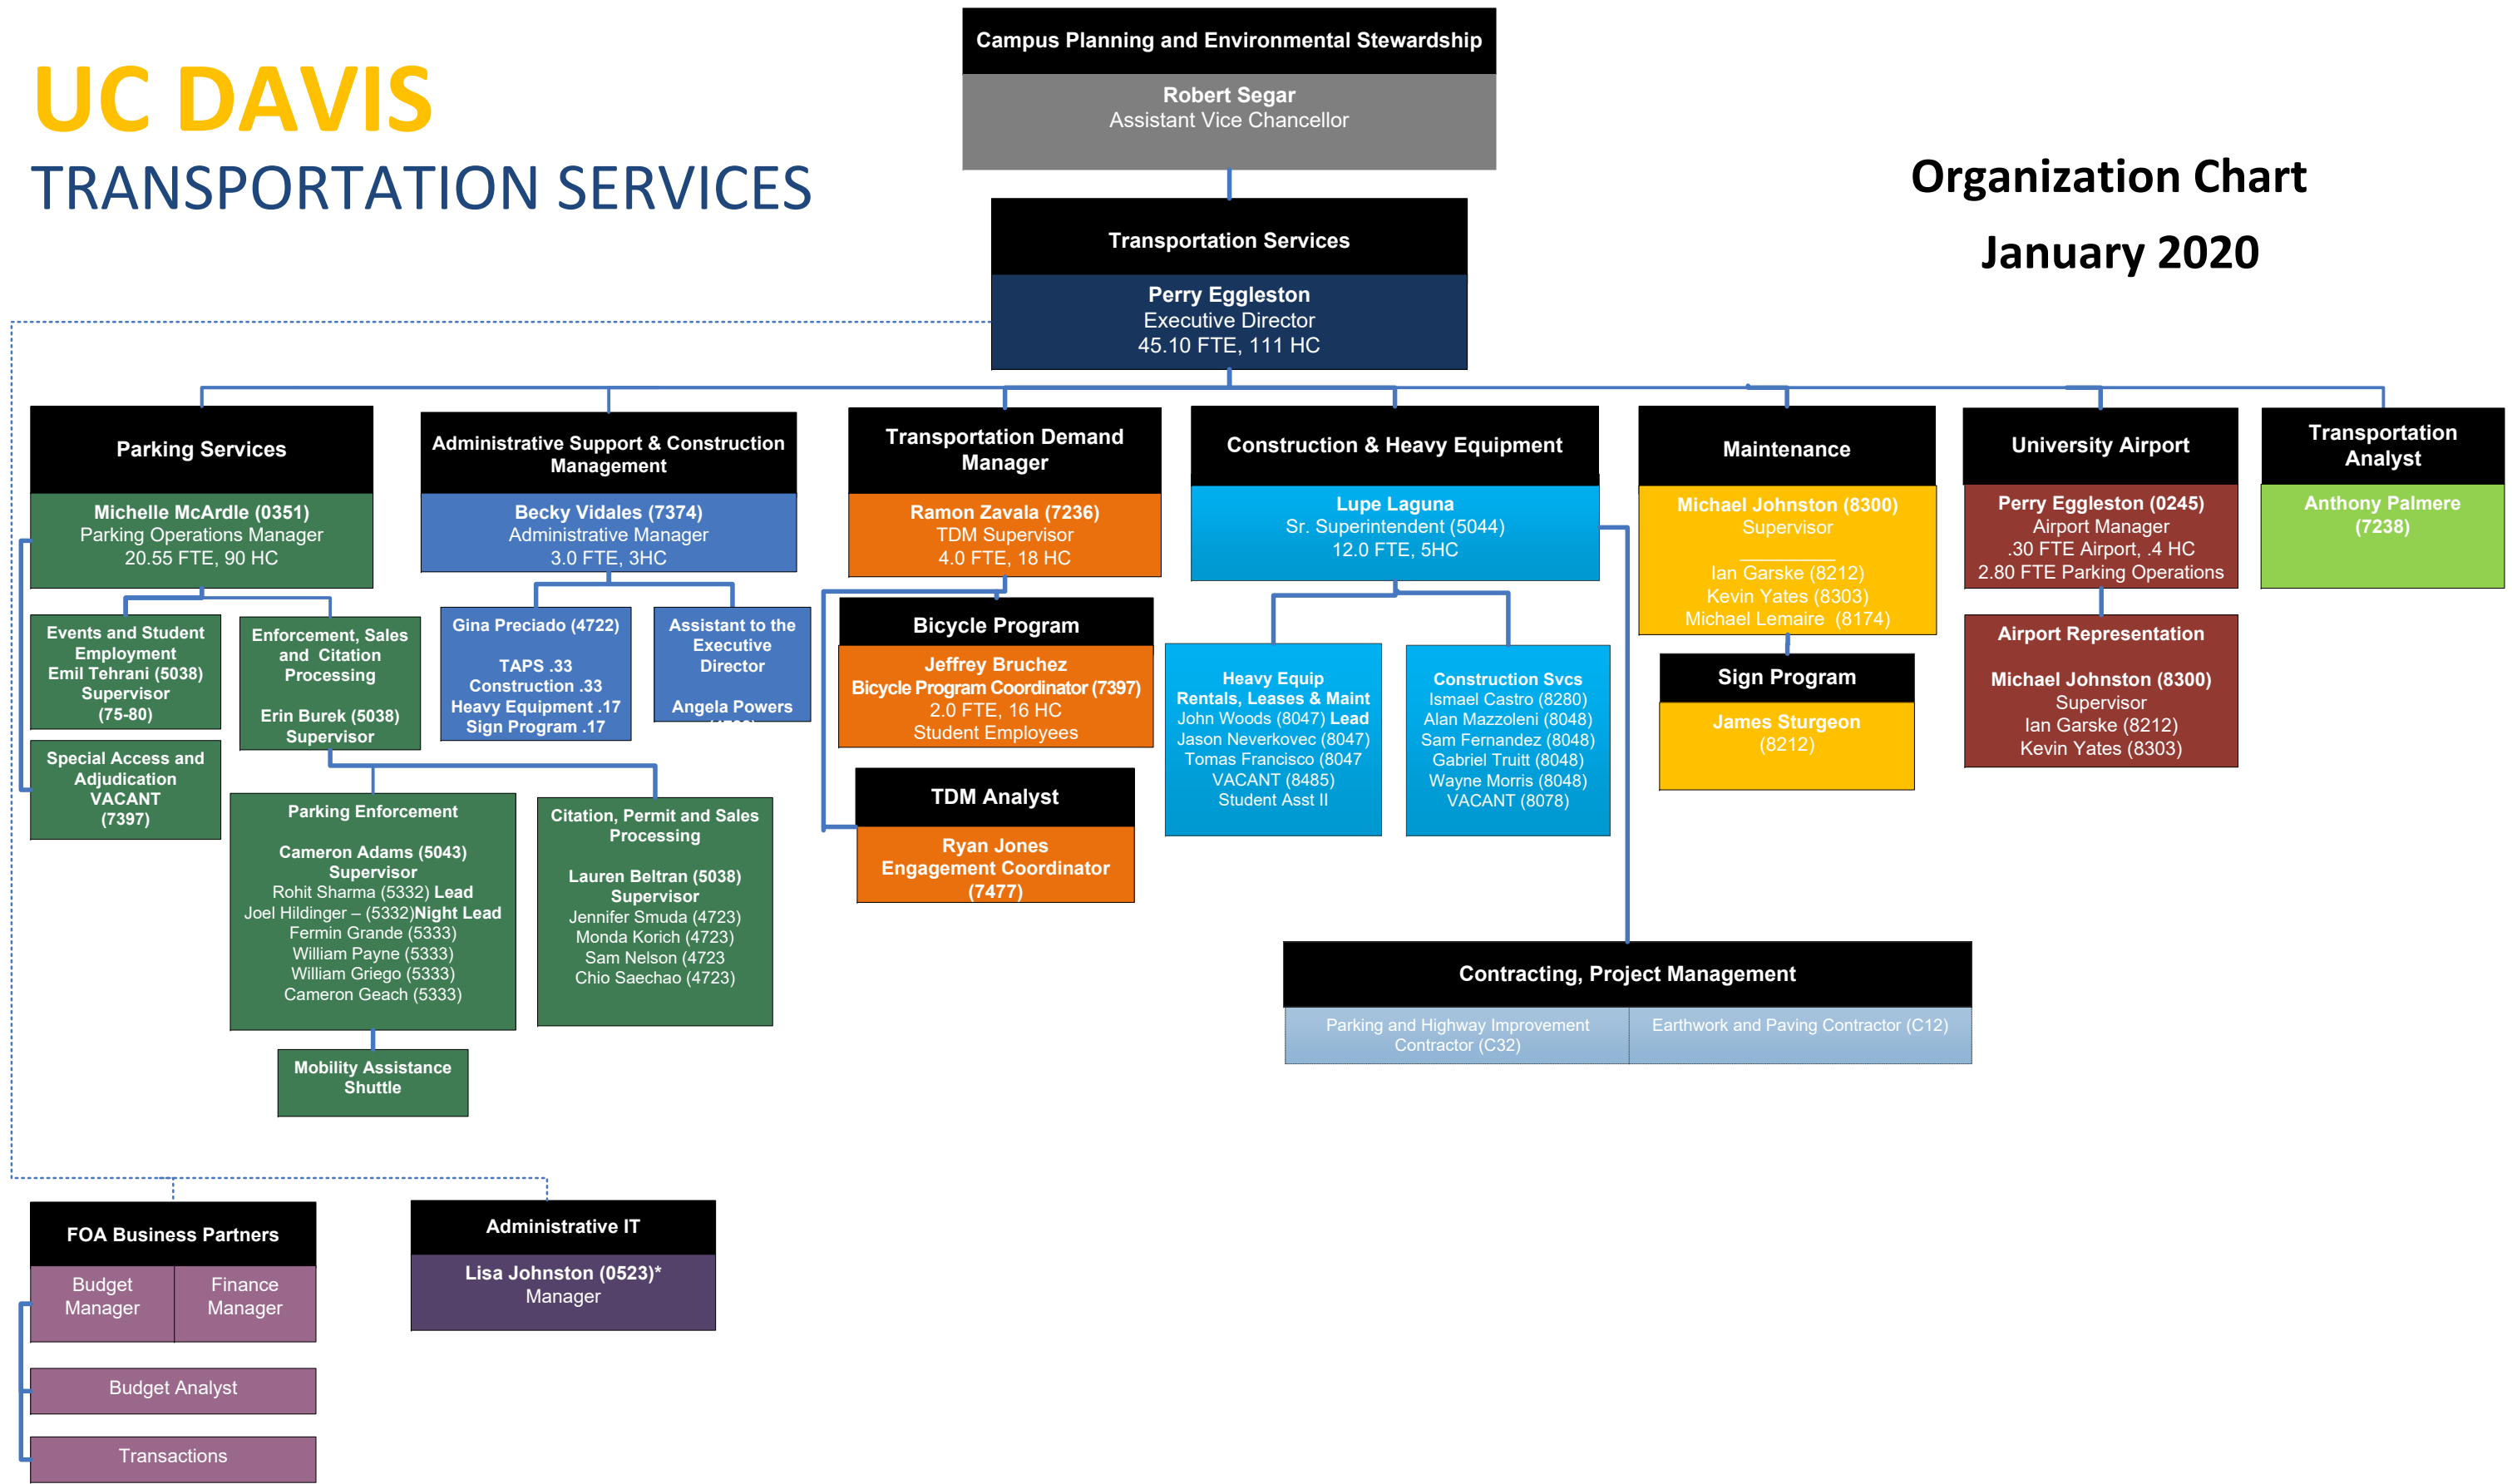 UC DAVIS
TRANSPORTATION SERVICES
Organization Chart
January 2020
Campus Planning and Environmental Stewardship
Robert Segar
Assistant Vice Chancellor
Transportation Services
Perry Eggleston
Executive Director
45.10 FTE, 111 HC
Parking Services
Michelle McArdle (0351)
Parking Operations Manager
20.55 FTE, 90 HC
Events and Student
Employment
Emil Tehrani (5038)
Supervisor
(75-80)
Special Access and
Adjudication
VACANT
(7397)
Enforcement, Sales
and Citation
Processing
Erin Burek (5038)
Supervisor
Parking Enforcement
Cameron Adams (5043)
Supervisor
Rohit Sharma (5332) Lead
Joel Hildinger – (5332)Night Lead
Fermin Grande (5333)
William Payne (5333)
William Griego (5333)
Cameron Geach (5333)
Mobility Assistance
Shuttle
Citation, Permit and Sales
Processing
Lauren Beltran (5038)
Supervisor
Jennifer Smuda (4723)
Monda Korich (4723)
Sam Nelson (4723
Chio Saechao (4723)
Administrative Support & Construction
Management
Becky Vidales (7374)
Administrative Manager
3.0 FTE, 3HC
Gina Preciado (4722)
TAPS .33
Construction .33
Heavy Equipment .17
Sign Program .17
Assistant to the
Executive
Director
Angela Powers
Transportation Demand
Manager
Ramon Zavala (7236)
TDM Supervisor
4.0 FTE, 18 HC
Bicycle Program
Jeffrey Bruchez
Bicycle Program Coordinator (7397)
2.0 FTE, 16 HC
Student Employees
TDM Analyst
Ryan Jones
Engagement Coordinator
(7477)
Construction & Heavy Equipment
Lupe Laguna
Sr. Superintendent (5044)
12.0 FTE, 5HC
Heavy Equip
Rentals, Leases & Maint
John Woods (8047) Lead
Jason Neverkovec (8047)
Tomas Francisco (8047
VACANT (8485)
Student Asst II
Construction Svcs
Ismael Castro (8280)
Alan Mazzoleni (8048)
Sam Fernandez (8048)
Gabriel Truitt (8048)
Wayne Morris (8048)
VACANT (8078)
Contracting, Project Management
Parking and Highway Improvement
Contractor (C32)
Earthwork and Paving Contractor (C12)
Maintenance
Michael Johnston (8300)
Supervisor
Ian Garske (8212)
Kevin Yates (8303)
Michael Lemaire (8174)
Sign Program
James Sturgeon
(8212)
University Airport
Perry Eggleston (0245)
Airport Manager
.30 FTE Airport, .4 HC
2.80 FTE Parking Operations
Airport Representation
Michael Johnston (8300)
Supervisor
Ian Garske (8212)
Kevin Yates (8303)
Transportation
Analyst
Anthony Palmere
(7238)
FOA Business Partners
Budget
Manager
Finance
Manager
Budget Analyst
Transactions
Administrative IT
Lisa Johnston (0523)*
Manager